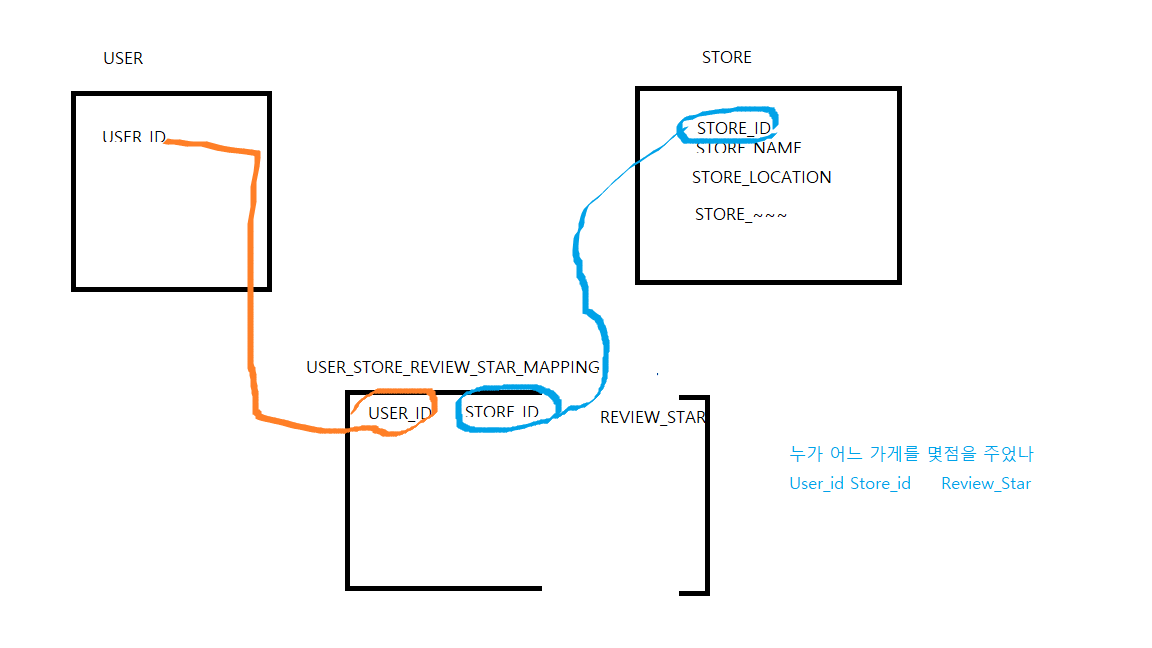 USER
STORE
USER_ID
STORE_ID
STORE_NAME
STORE_LOCATION
STORE_~~~
USER_STORE_REVIEW_STAR_MAPPING
USER_ID STORE_ID REVIEW_STAR
누가 어느 가게를 몇점을 주었나
User_id Store_id Review_Star